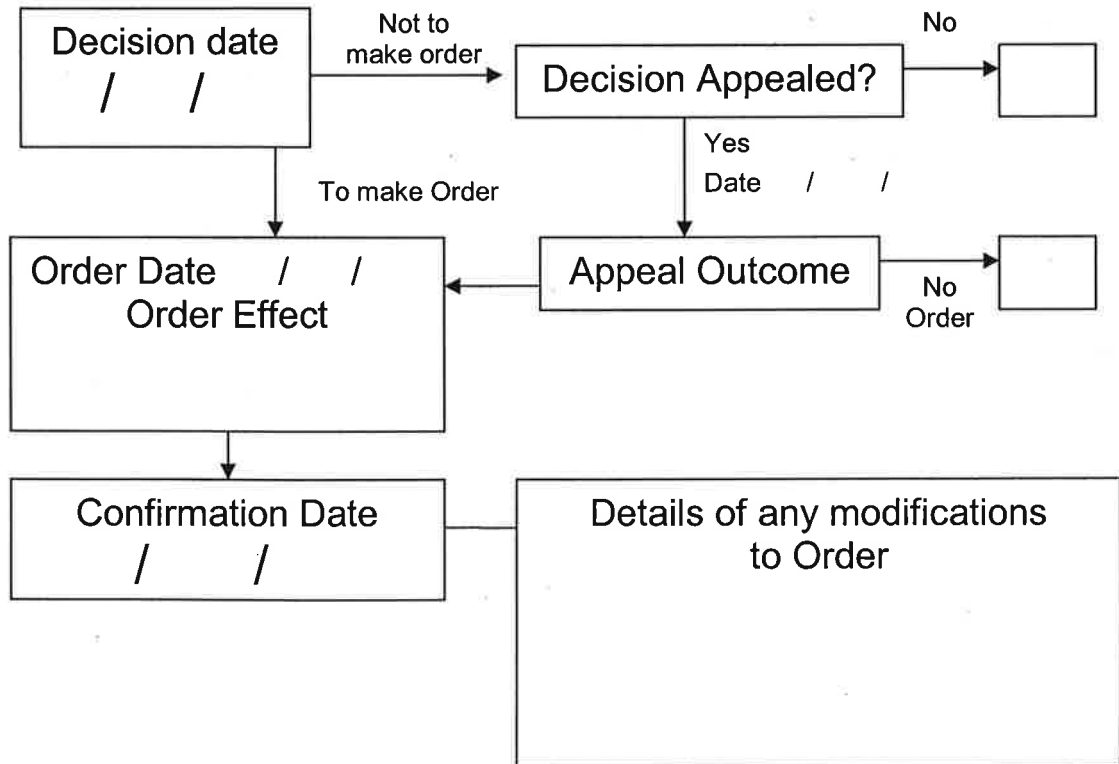 Decision date
/ /
Not to
make order
Decision Appealed?
No
Yes
Date / /
To make Order
Order Date / /
Order Effect
Appeal Outcome
No
Order
Confirmation Date
/ /
Details of any modifications
to Order